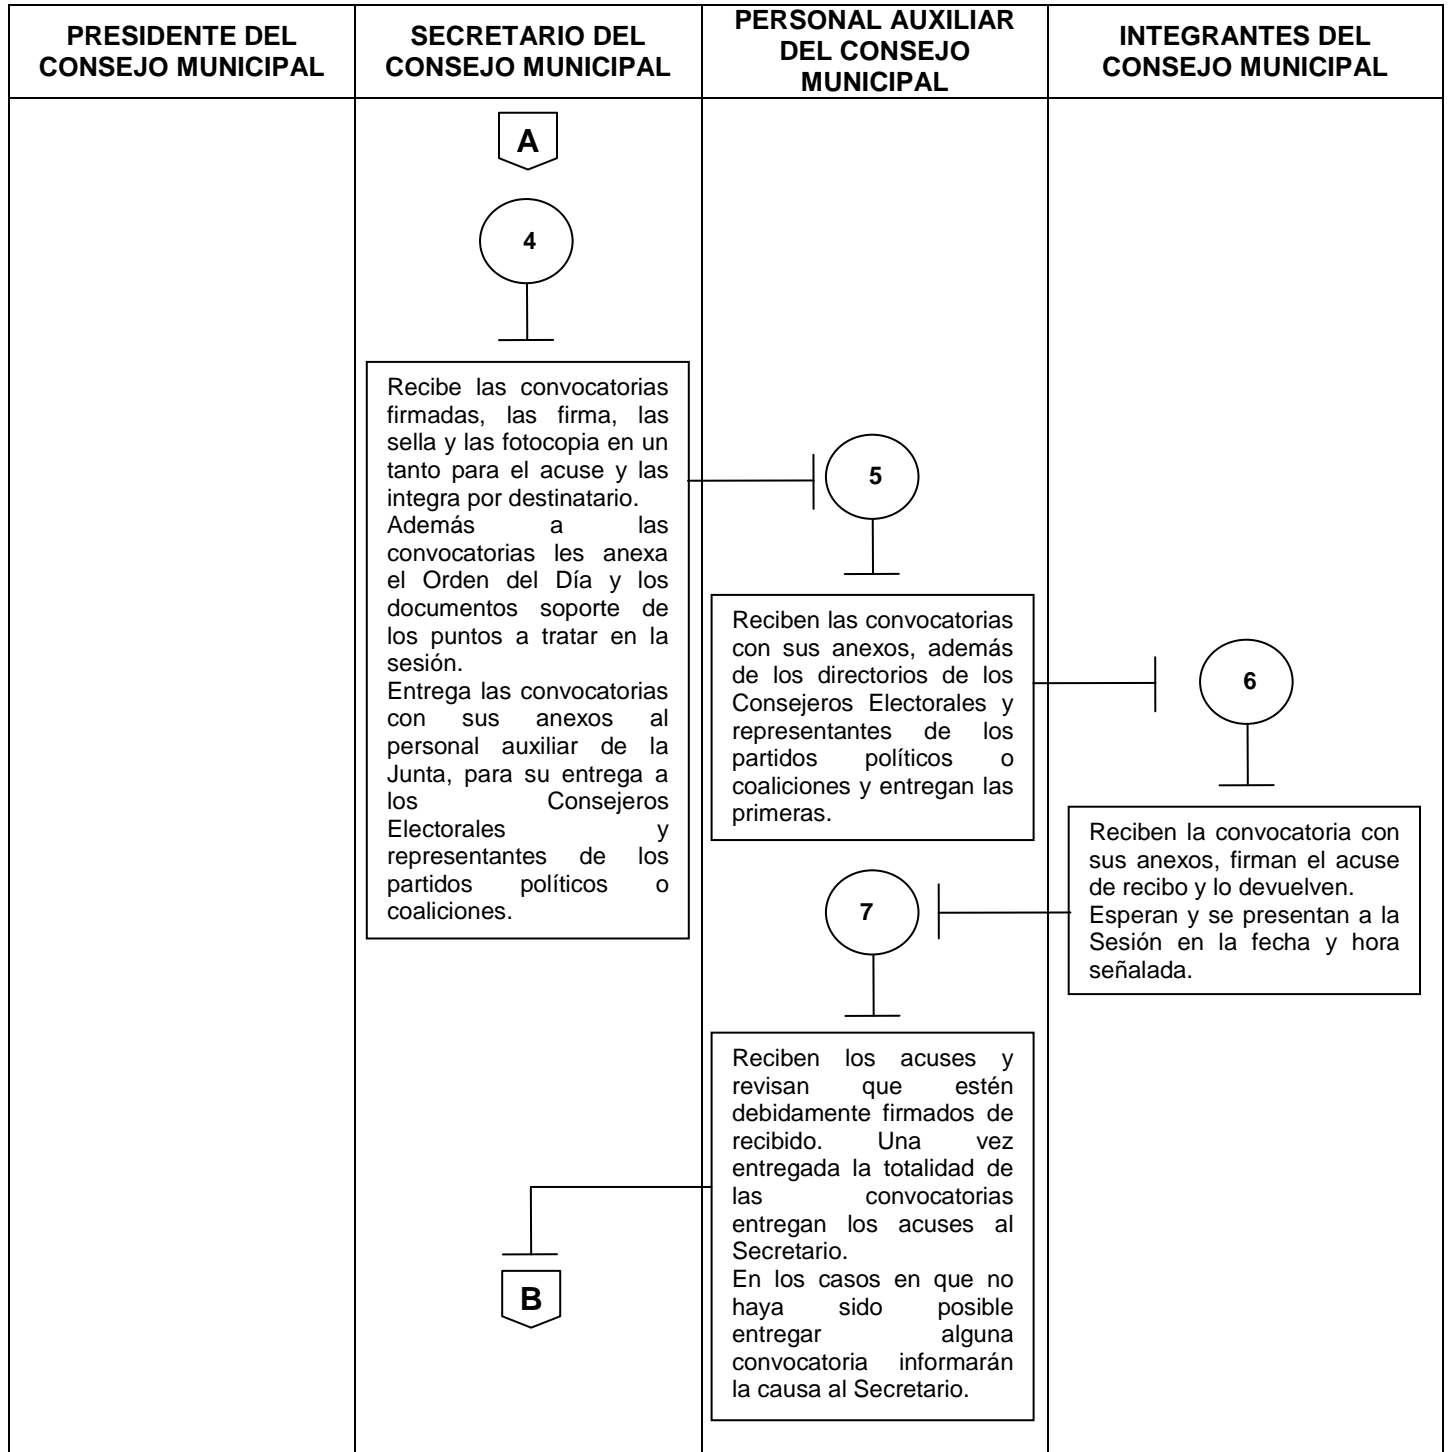 PRESIDENTE DEL
CONSEJO MUNICIPAL
SECRETARIO DEL
CONSEJO MUNICIPAL
PERSONAL AUXILIAR
DEL CONSEJO
MUNICIPAL
INTEGRANTES DEL
CONSEJO MUNICIPAL
A
4
Recibe las convocatorias
firmadas, las firma, las
sella y las fotocopia en un
tanto para el acuse y las
integra por destinatario.
Además a las
convocatorias les anexa
el Orden del Día y los
documentos soporte de
los puntos a tratar en la
sesión.
Entrega las convocatorias
con sus anexos al
personal auxiliar de la
Junta, para su entrega a
los Consejeros
Electorales y
representantes de los
partidos políticos o
coaliciones.
5
Reciben las convocatorias
con sus anexos, además
de los directorios de los
Consejeros Electorales y
representantes de los
partidos políticos o
coaliciones y entregan las
primeras.
6
Reciben la convocatoria con
sus anexos, firman el acuse
de recibo y lo devuelven.
Esperan y se presentan a la
Sesión en la fecha y hora
señalada.
7
Reciben los acuses y
revisan que estén
debidamente firmados de
recibido. Una vez
entregada la totalidad de
las convocatorias
entregan los acuses al
Secretario.
En los casos en que no
haya sido posible
entregar alguna
convocatoria informarán
la causa al Secretario.
B